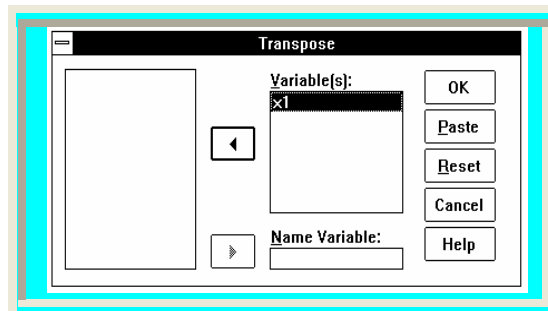 Transpose
Variable(s):
x1
OK
Paste
Reset
Cancel
Name Variable:
Help